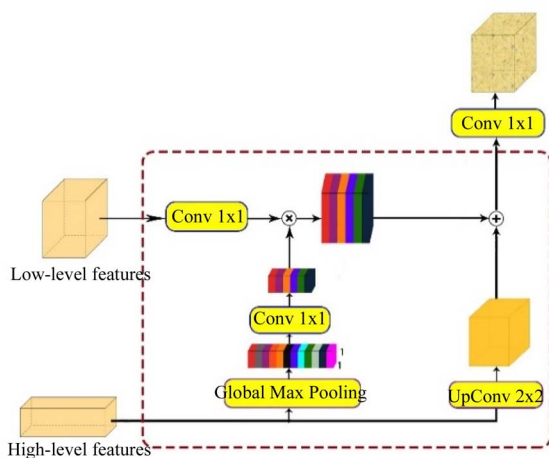 Conv 1x1
Conv 1x1
Low-level features
Conv 1x1
Global Max Pooling
UpConv 2x2
High-level features